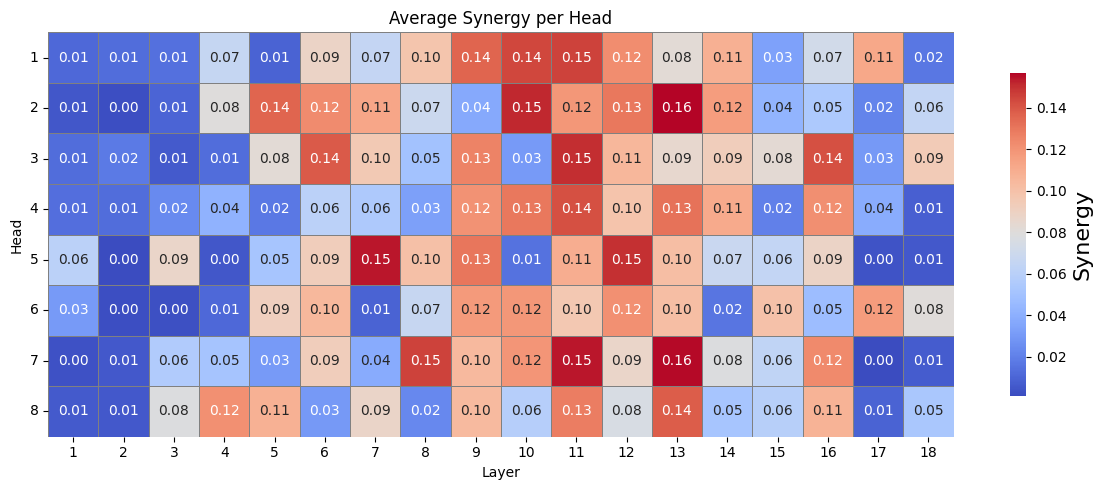 Average Synergy per Head
1 0.01 0.01 0.01 0.07 0.01 0.09 0.07 0.10 0.14 0.14 0.15 0.12 0.08 0.11 0.03 0.07 0.11 0.02
2 0.01 0.00 0.01 0.08 0.14 0.12 0.11 0.07 0.04 0.15 0.12 0.13 0.16 0.12 0.04 0.05 0.02 0.06
3 0.01 0.02 0.01 0.01 0.08 0.14 0.10 0.05 0.13 0.03 0.15 0.11 0.09 0.09 0.08 0.14 0.03 0.09
4 0.01 0.01 0.02 0.04 0.02 0.06 0.06 0.03 0.12 0.13 0.14 0.10 0.13 0.11 0.02 0.12 0.04 0.01
5 0.06 0.00 0.09 0.00 0.05 0.09 0.15 0.10 0.13 0.01 0.11 0.15 0.10 0.07 0.06 0.09 0.00 0.01
6 0.03 0.00 0.00 0.01 0.09 0.10 0.01 0.07 0.12 0.12 0.10 0.12 0.10 0.02 0.10 0.05 0.12 0.08
7 0.00 0.01 0.06 0.05 0.03 0.09 0.04 0.15 0.10 0.12 0.15 0.09 0.16 0.08 0.06 0.12 0.00 0.01
8 0.01 0.01 0.08 0.12 0.11 0.03 0.09 0.02 0.10 0.06 0.13 0.08 0.14 0.05 0.06 0.11 0.01 0.05
1 2 3 4 5 6 7 8 9 10 11 12 13 14 15 16 17 18
Layer
Head
0.14
0.12
0.10
0.08
0.06
0.04
0.02
Synergy